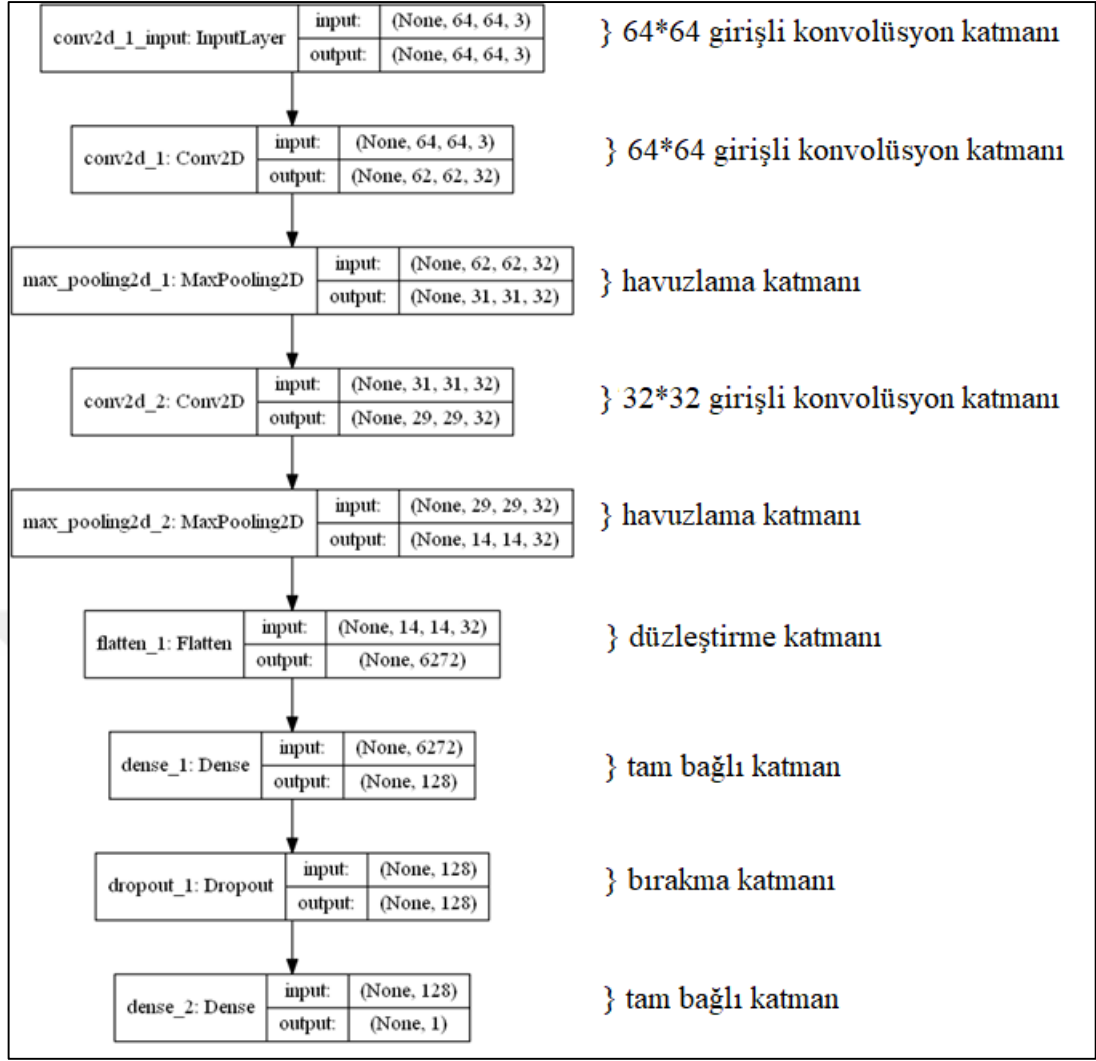 conv2d_1_input: InputLayer input: (None, 64, 64, 3) } 64*64 girişli konvolüsyon katmanı
output: (None, 64, 64, 3)
conv2d_1: Conv2D input: (None, 64, 64, 3) } 64*64 girişli konvolüsyon katmanı
output: (None, 62, 62, 32)
max_pooling2d_1: MaxPooling2D input: (None, 62, 62, 32) } havuzlama katmanı
output: (None, 31, 31, 32)
conv2d_2: Conv2D input: (None, 31, 31, 32) } 32*32 girişli konvolüsyon katmanı
output: (None, 29, 29, 32)
max_pooling2d_2: MaxPooling2D input: (None, 29, 29, 32) } havuzlama katmanı
output: (None, 14, 14, 32)
flatten_1: Flatten input: (None, 14, 14, 32) } düzleştirme katmanı
output: (None, 6272)
dense_1: Dense input: (None, 6272) } tam bağlı katman
output: (None, 128)
dropout_1: Dropout input: (None, 128) } bırakma katmanı
output: (None, 128)
dense_2: Dense input: (None, 128) } tam bağlı katman
output: (None, 1)